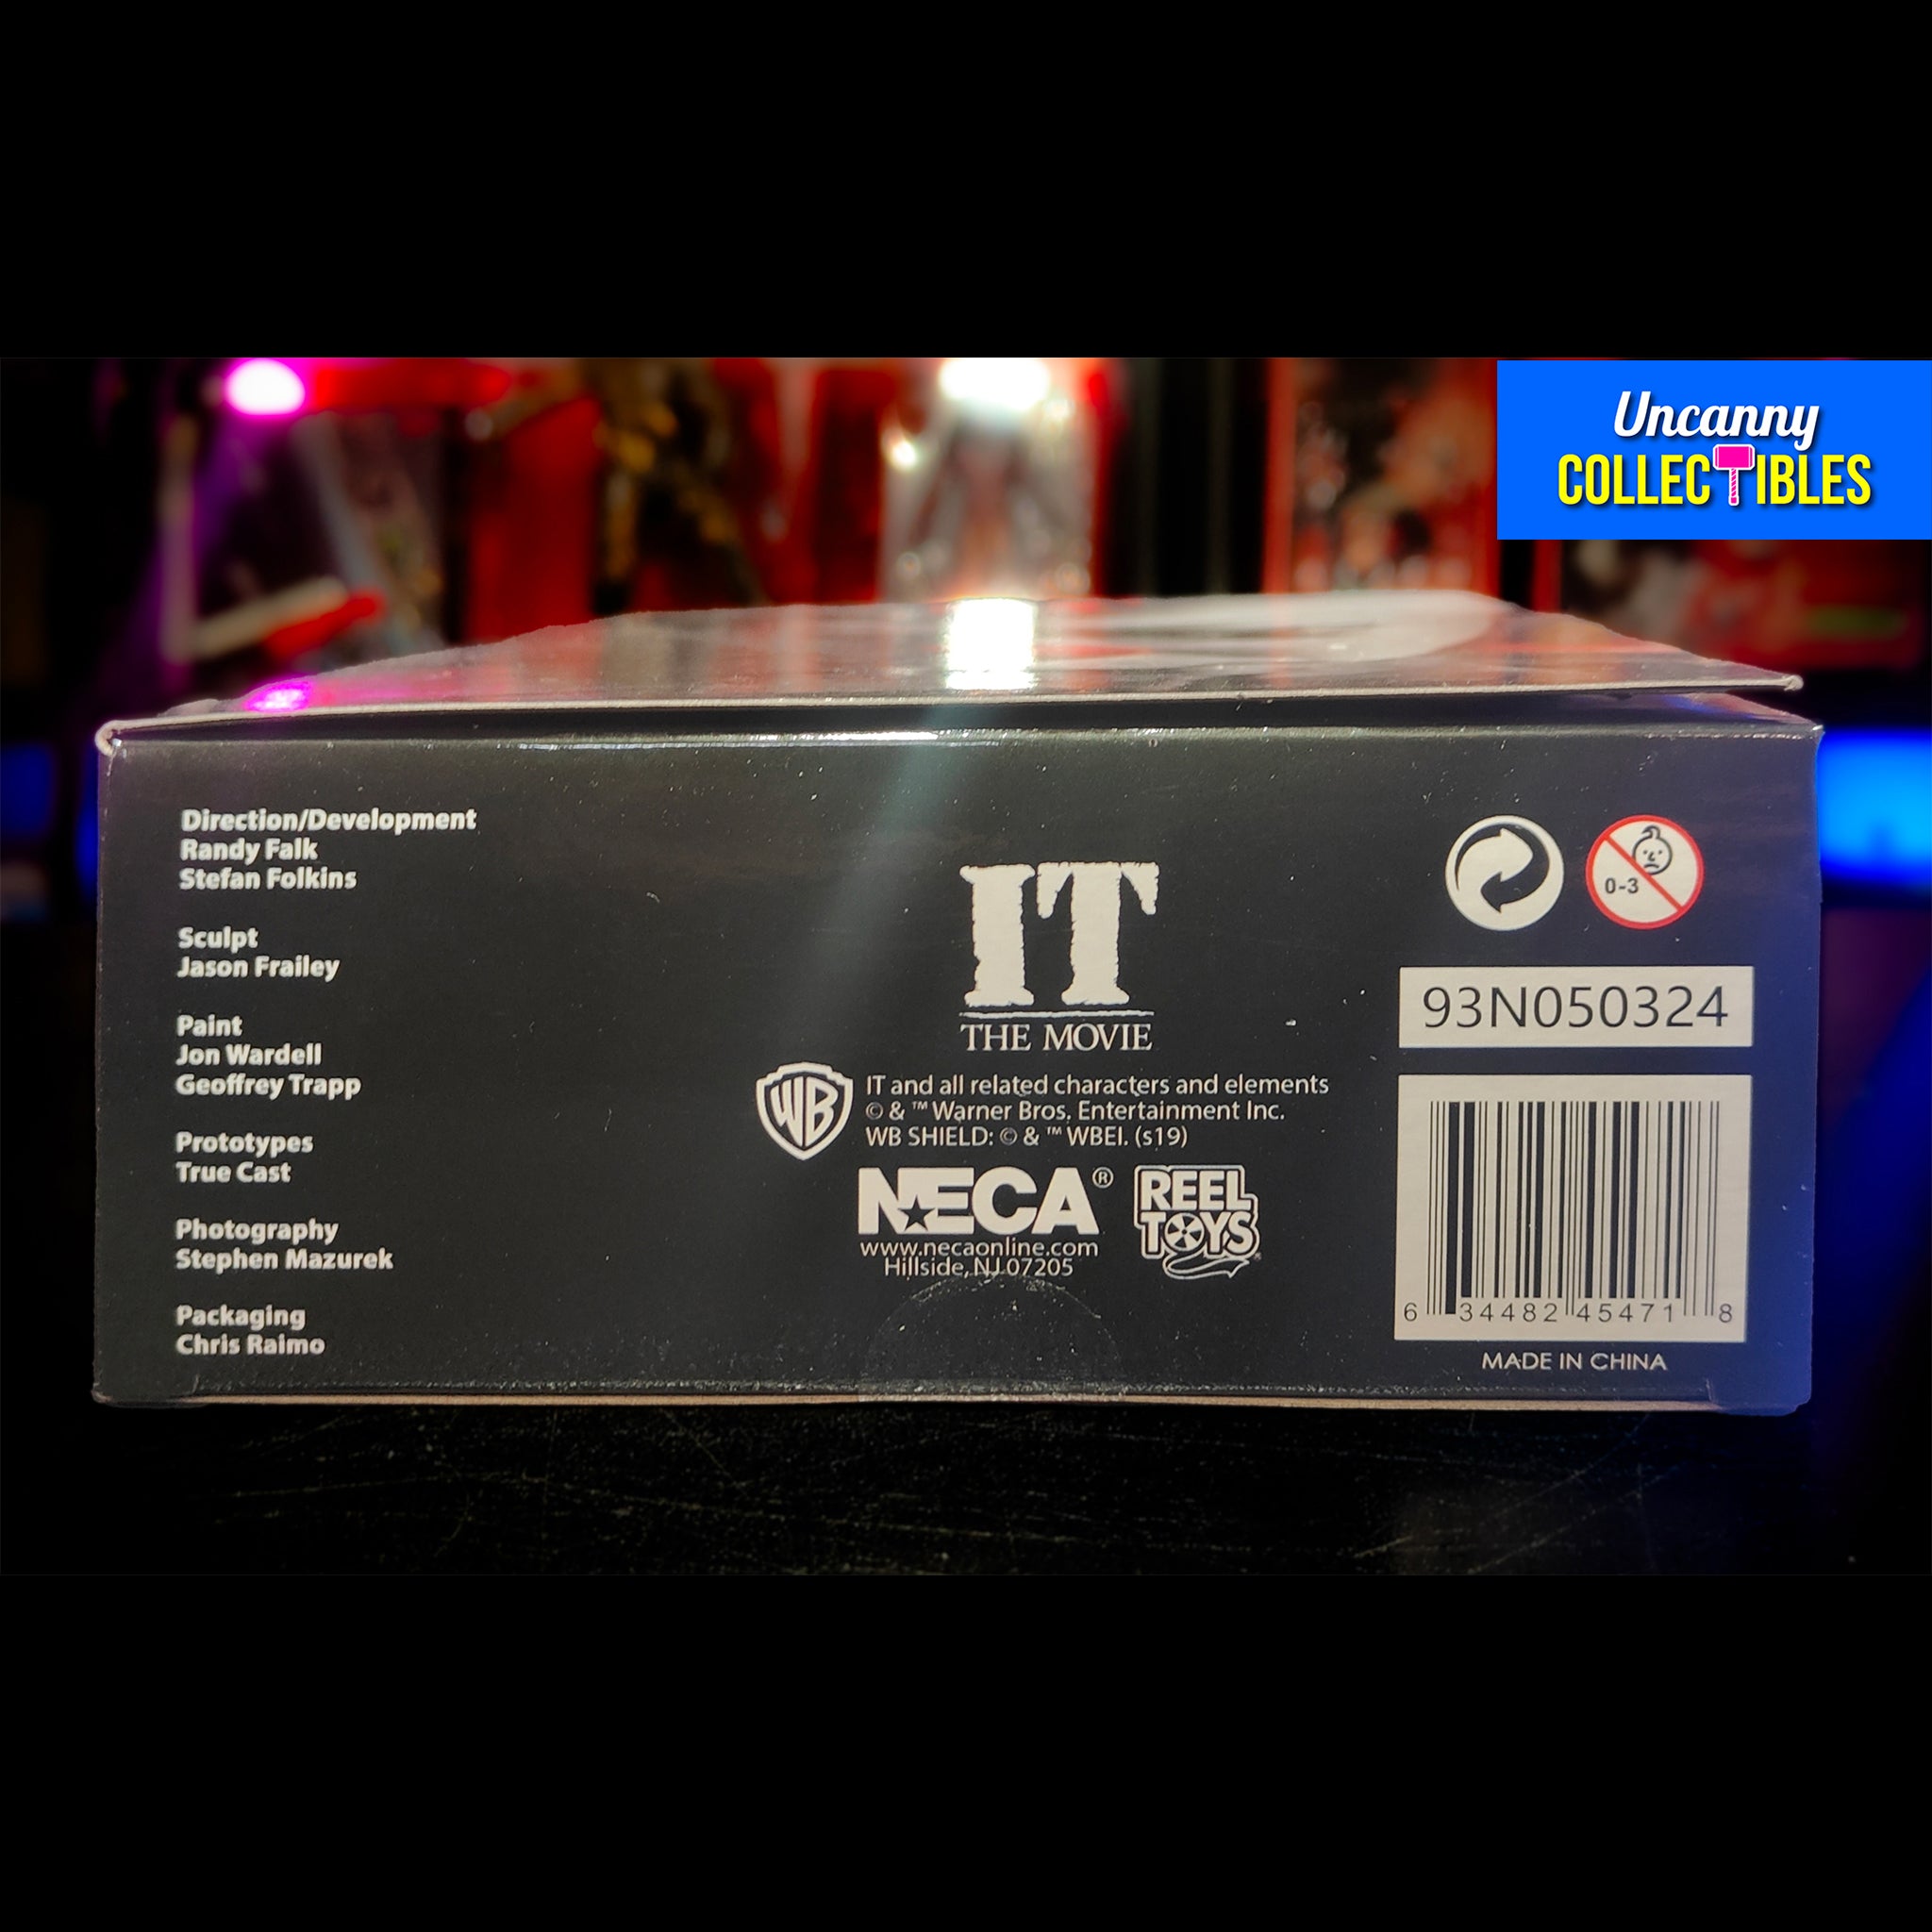 Uncanny
COLLECTIBLES
Direction/Development
Randy Falk
Stefan Folkins
Sculpt
Jason Frailey
Paint
Jon Wardell
Geoffrey Trapp
Prototypes
True Cast
Photography
Stephen Mazurek
Packaging
Chris Raimo
IT
THE MOVIE
WB
IT and all related characters and elements
© & ™ Warner Bros. Entertainment Inc.
WB SHIELD: © & ™ WBEI. (s19)
NECA®
www.necaonline.com
Hillside, NJ 07205
REEL
TOYS
0-3
93N050324
6 34482 45471 8
MADE IN CHINA